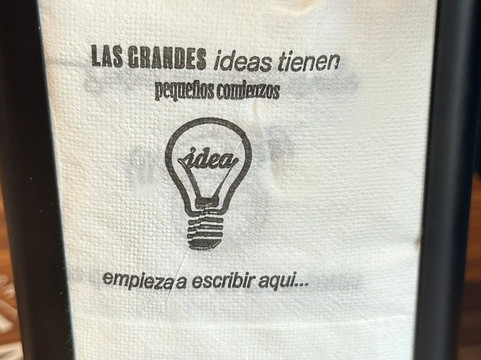 LAS GRANDES ideas tienen
pequeños comienzos
idea
empieza a escribir aqui...